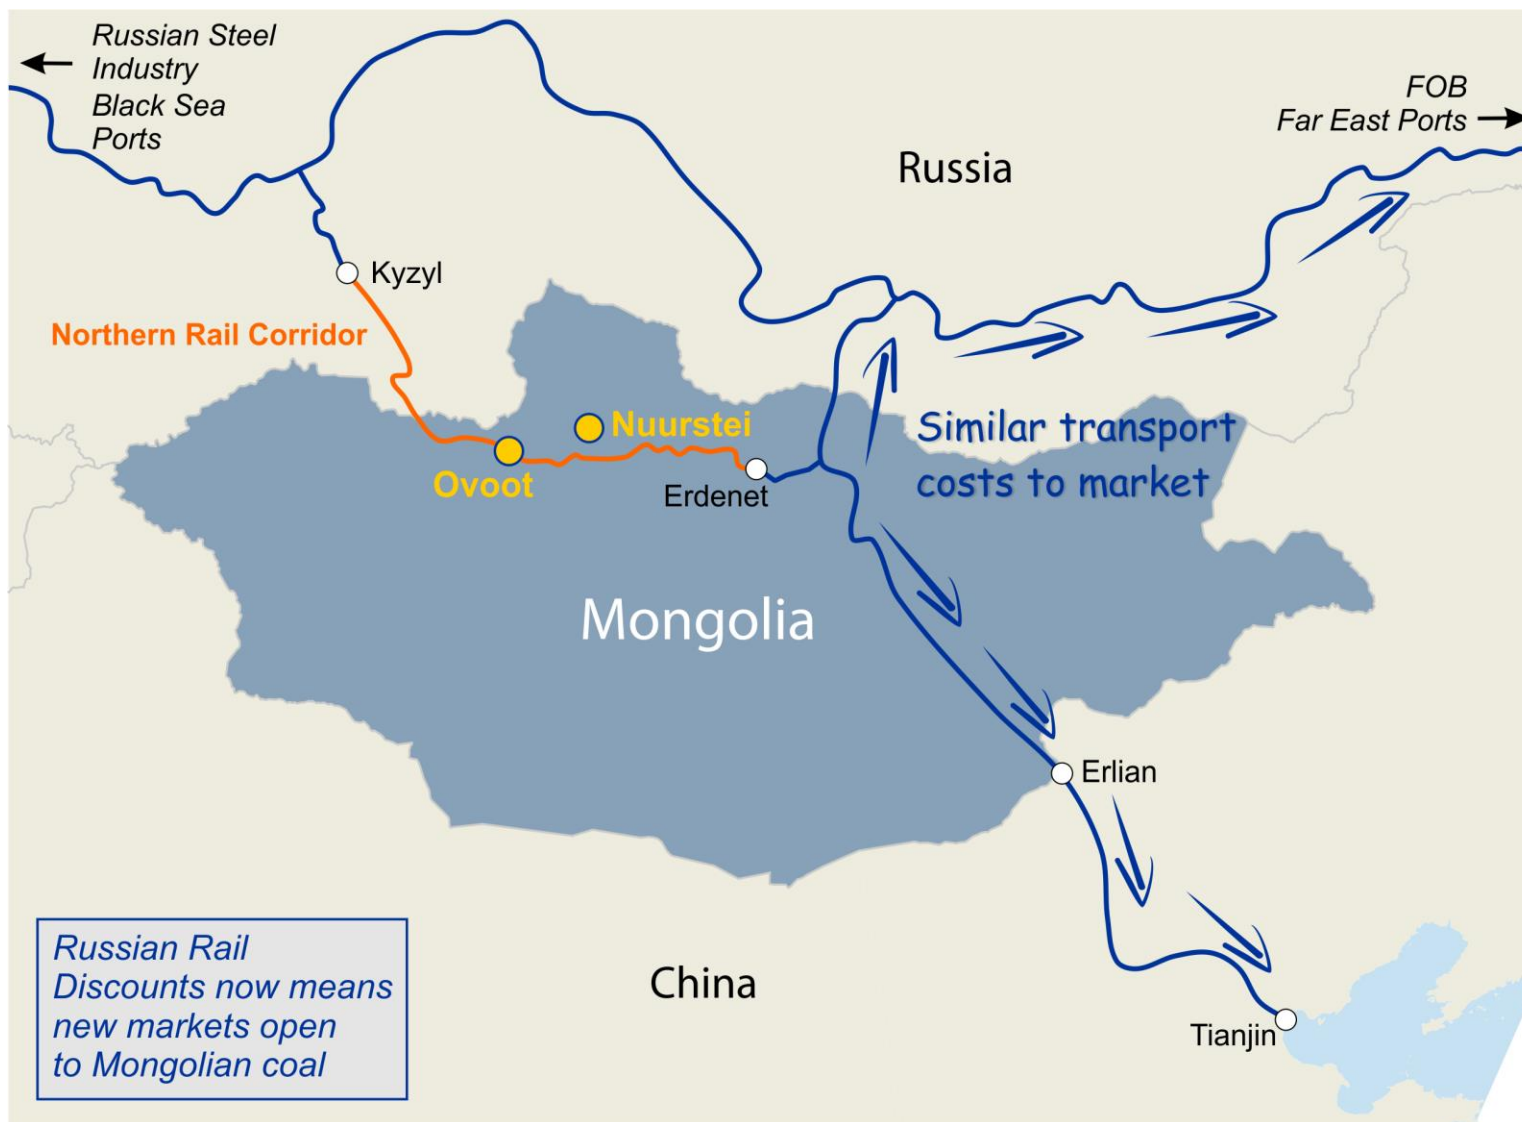 Russian Steel
Industry
Black Sea
Ports
FOB
Far East Ports
Russia
Kyzyl
Northern Rail Corridor
Nuurstei
Ovoot
Erdenet
Similar transport
costs to market
Mongolia
Erlian
Russian Rail
Discounts now means
new markets open
to Mongolian coal
China
Tianjin